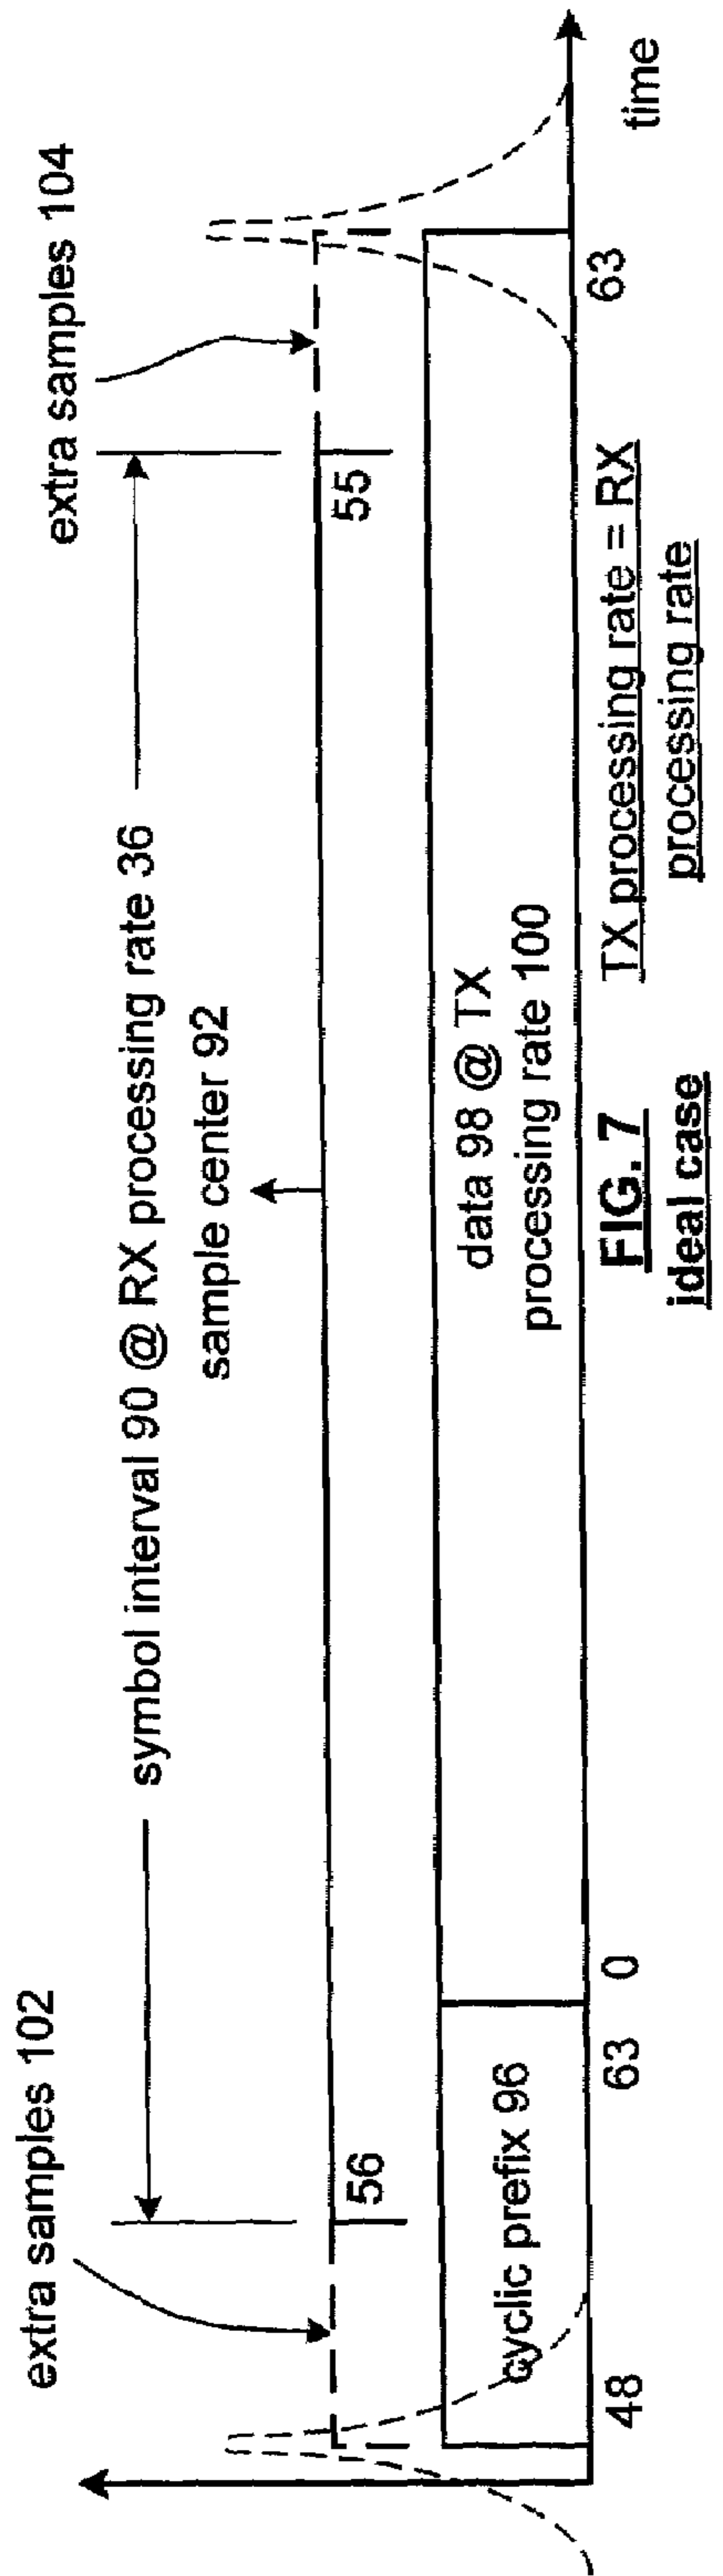 extra samples 102
extra samples 104
symbol interval 90 @ RX processing rate 36
sample center 92
56
55
cyclic prefix 96
data 98 @ TX
processing rate 100
48
63
0
63
time
FIG. 7
ideal case
TX processing rate = RX
processing rate